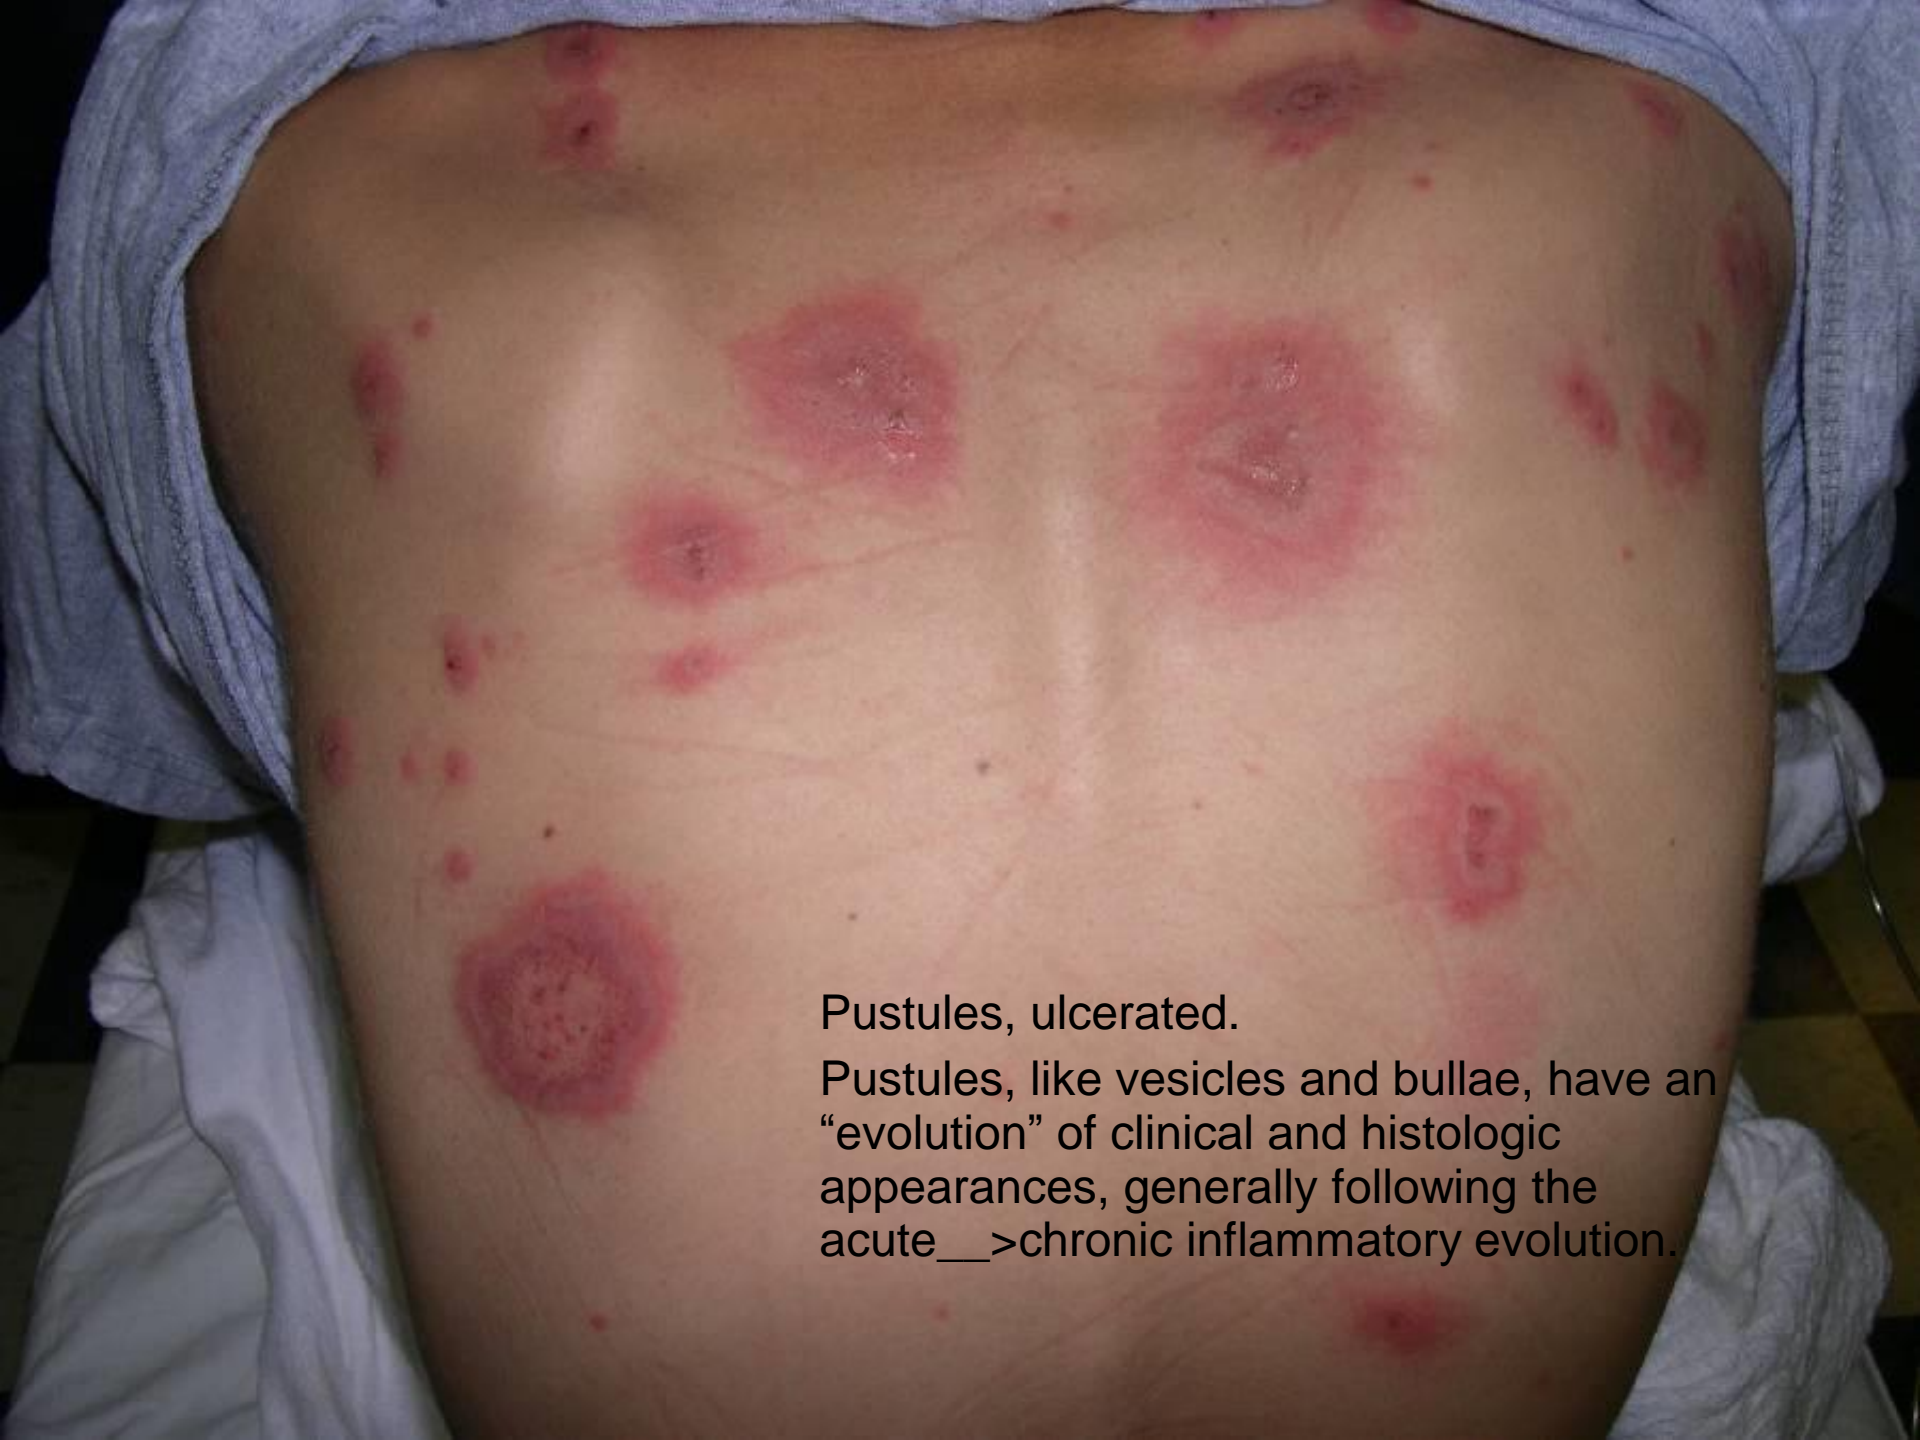 Pustules, ulcerated.
Pustules, like vesicles and bullae, have an
“evolution” of clinical and histologic
appearances, generally following the
acute__>chronic inflammatory evolution.